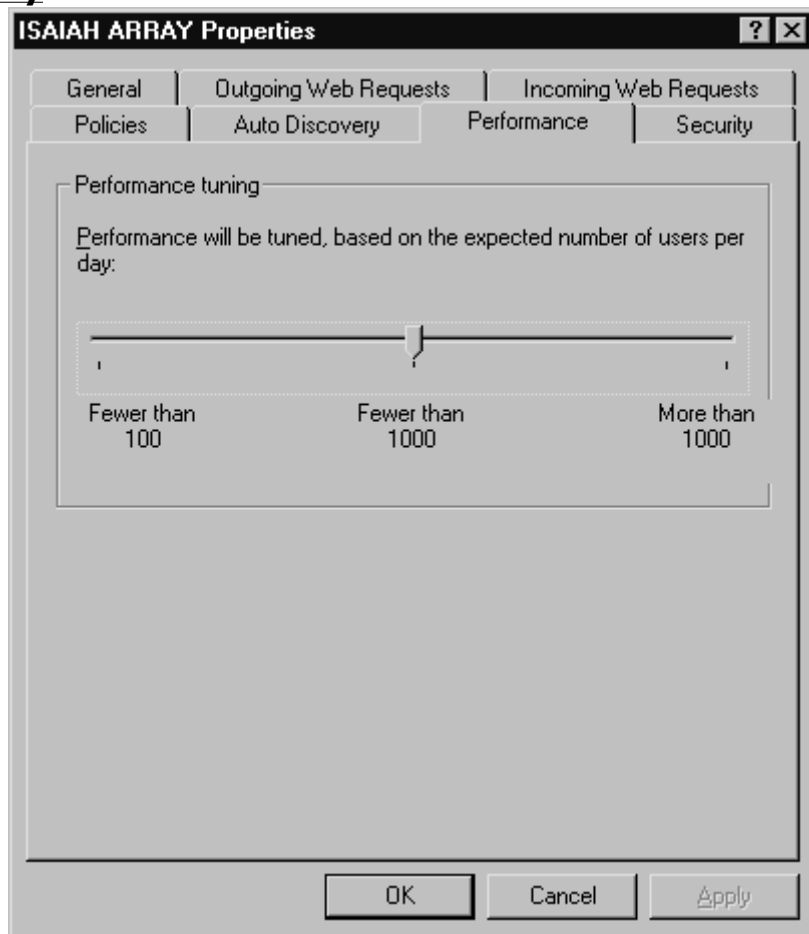 ISAIAH ARRAY Properties
General Outgoing Web Requests Incoming Web Requests
Policies Auto Discovery Performance Security
Performance tuning
Performance will be tuned, based on the expected number of users per
day:
Fewer than Fewer than More than
100 1000 1000
OK Cancel Apply